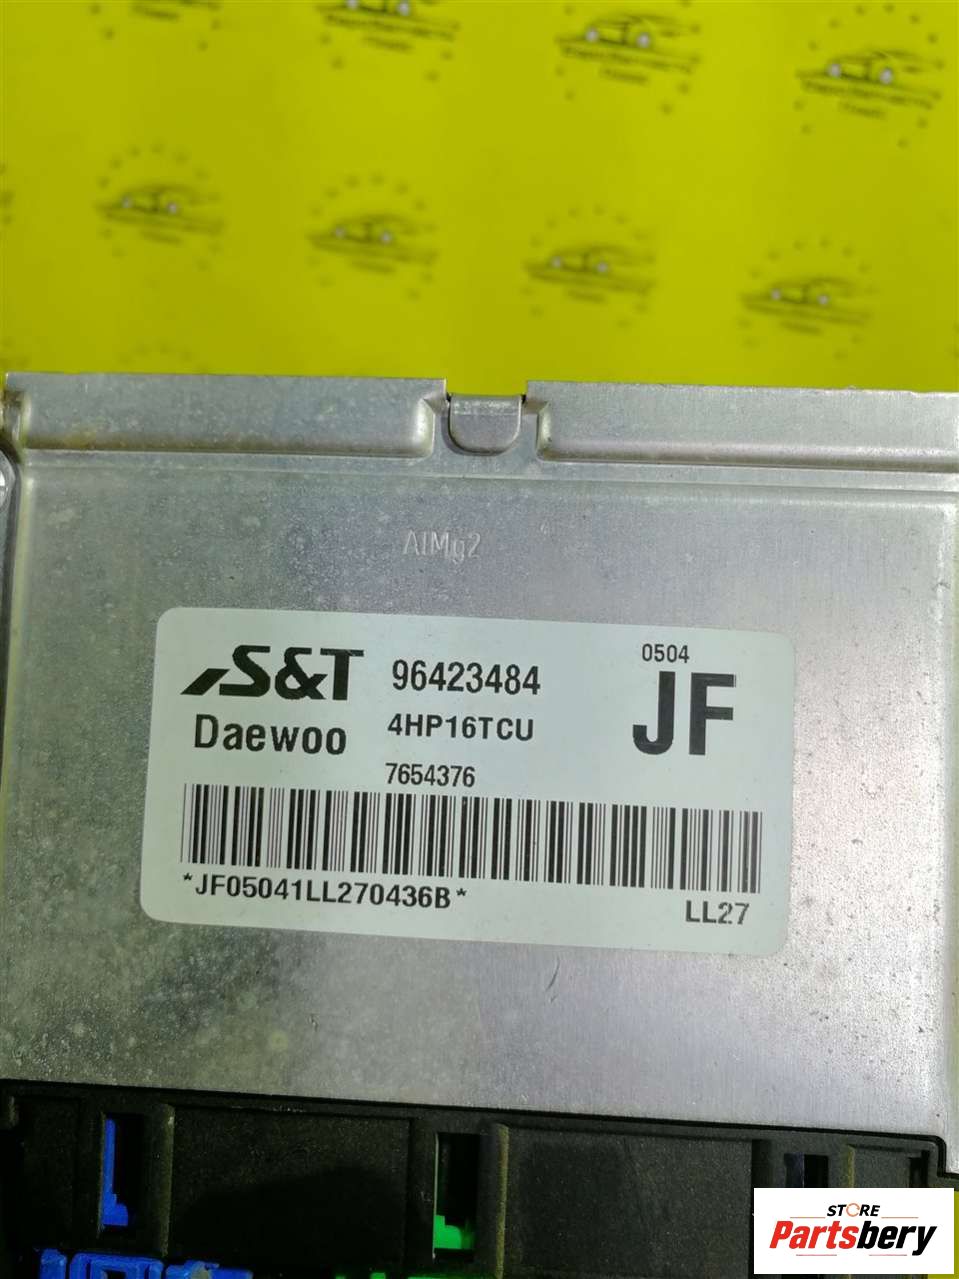 AlMg2
S&T 96423484
0504
Daewoo 4HP16TCU
JF
7654376
*JF05041LL270436B*
LL27
STORE
Partsbery